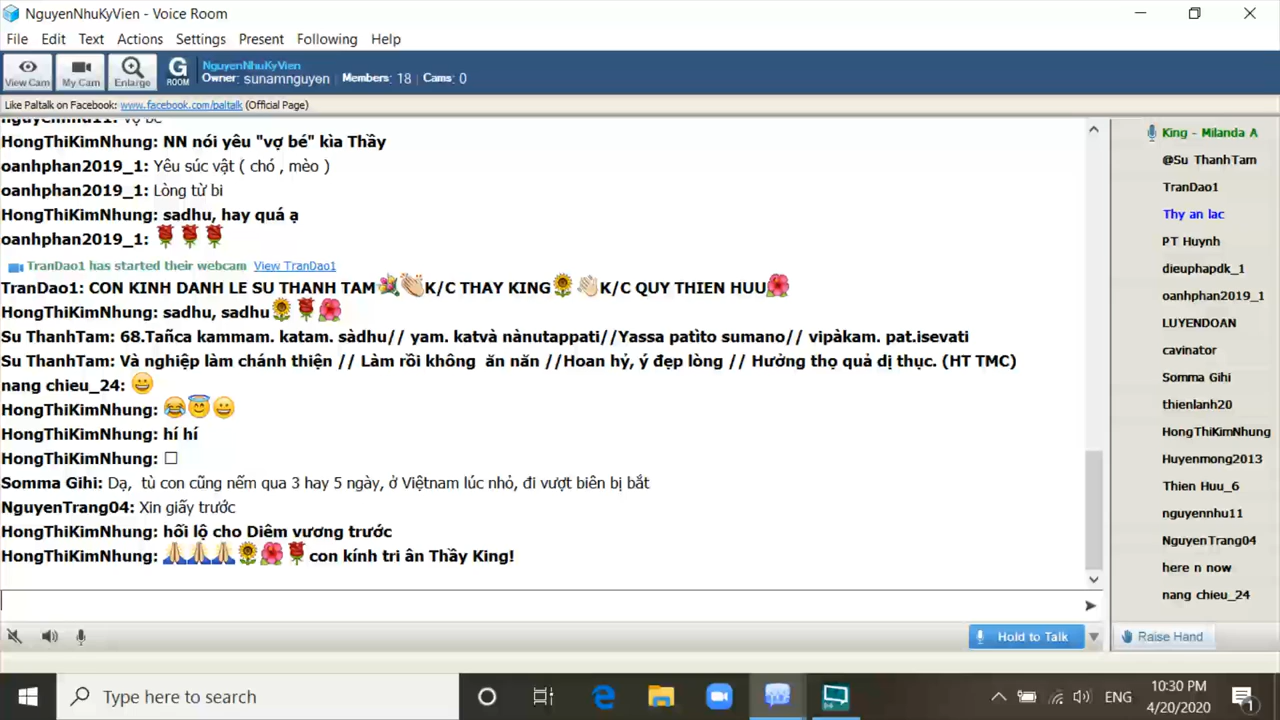 NguyenNhuKyVien - Voice Room
File Edit Text Actions Settings Present Following Help
View Cam My Cam Enlarge G ROOM NguyenNhuKyVien
Owner: sunamnguyen Members: 18 Cams: 0
Like Paltalk on Facebook: www.facebook.com/paltalk (Official Page)
HongThiKimNhung: NN nói yêu "vợ bé" kìa Thầy
oanhphan2019_1: Yêu súc vật ( chó , mèo )
oanhphan2019_1: Lòng từ bi
HongThiKimNhung: sadhu, hay quá ạ
oanhphan2019_1: 🌹🌹🌹
TranDao1 has started their webcam View TranDao1
TranDao1: CON KINH DANH LE SU THANH TAM💐👏K/C THAY KING🌻👏K/C QUY THIEN HUU🌺
HongThiKimNhung: sadhu, sadhu🌻🌹🌺
Su ThanhTam: 68.Tañca kammam. katam. sàdhu// yam. katvà nànutappati//Yassa patìto sumano// vipàkam. pat.isevati
Su ThanhTam: Và nghiệp làm chánh thiện // Làm rồi không ăn năn //Hoan hỷ, ý đẹp lòng // Hưởng thọ quả dị thục. (HT TMC)
nang chieu_24: 😀
HongThiKimNhung: 😂😇😀
HongThiKimNhung: hí hí
HongThiKimNhung: □
Somma Gihi: Dạ, tù con cũng nếm qua 3 hay 5 ngày, ở Việtnam lúc nhỏ, đi vượt biên bị bắt
NguyenTrang04: Xin giấy trước
HongThiKimNhung: hối lộ cho Diêm vương trước
HongThiKimNhung: 🙏🙏🙏🌻🌺🌹con kính tri ân Thầy King!
King - Milanda A
@Su ThanhTam
TranDao1
Thy an lac
PT Huynh
dieuphapdk_1
oanhphan2019_1
LUYENDOAN
cavinator
Somma Gihi
thienlanh20
HongThiKimNhung
Huyenmong2013
Thien Huu_6
nguyennhu11
NguyenTrang04
here n now
nang chieu_24
Hold to Talk
Raise Hand
Type here to search
ENG
10:30 PM
4/20/2020
1